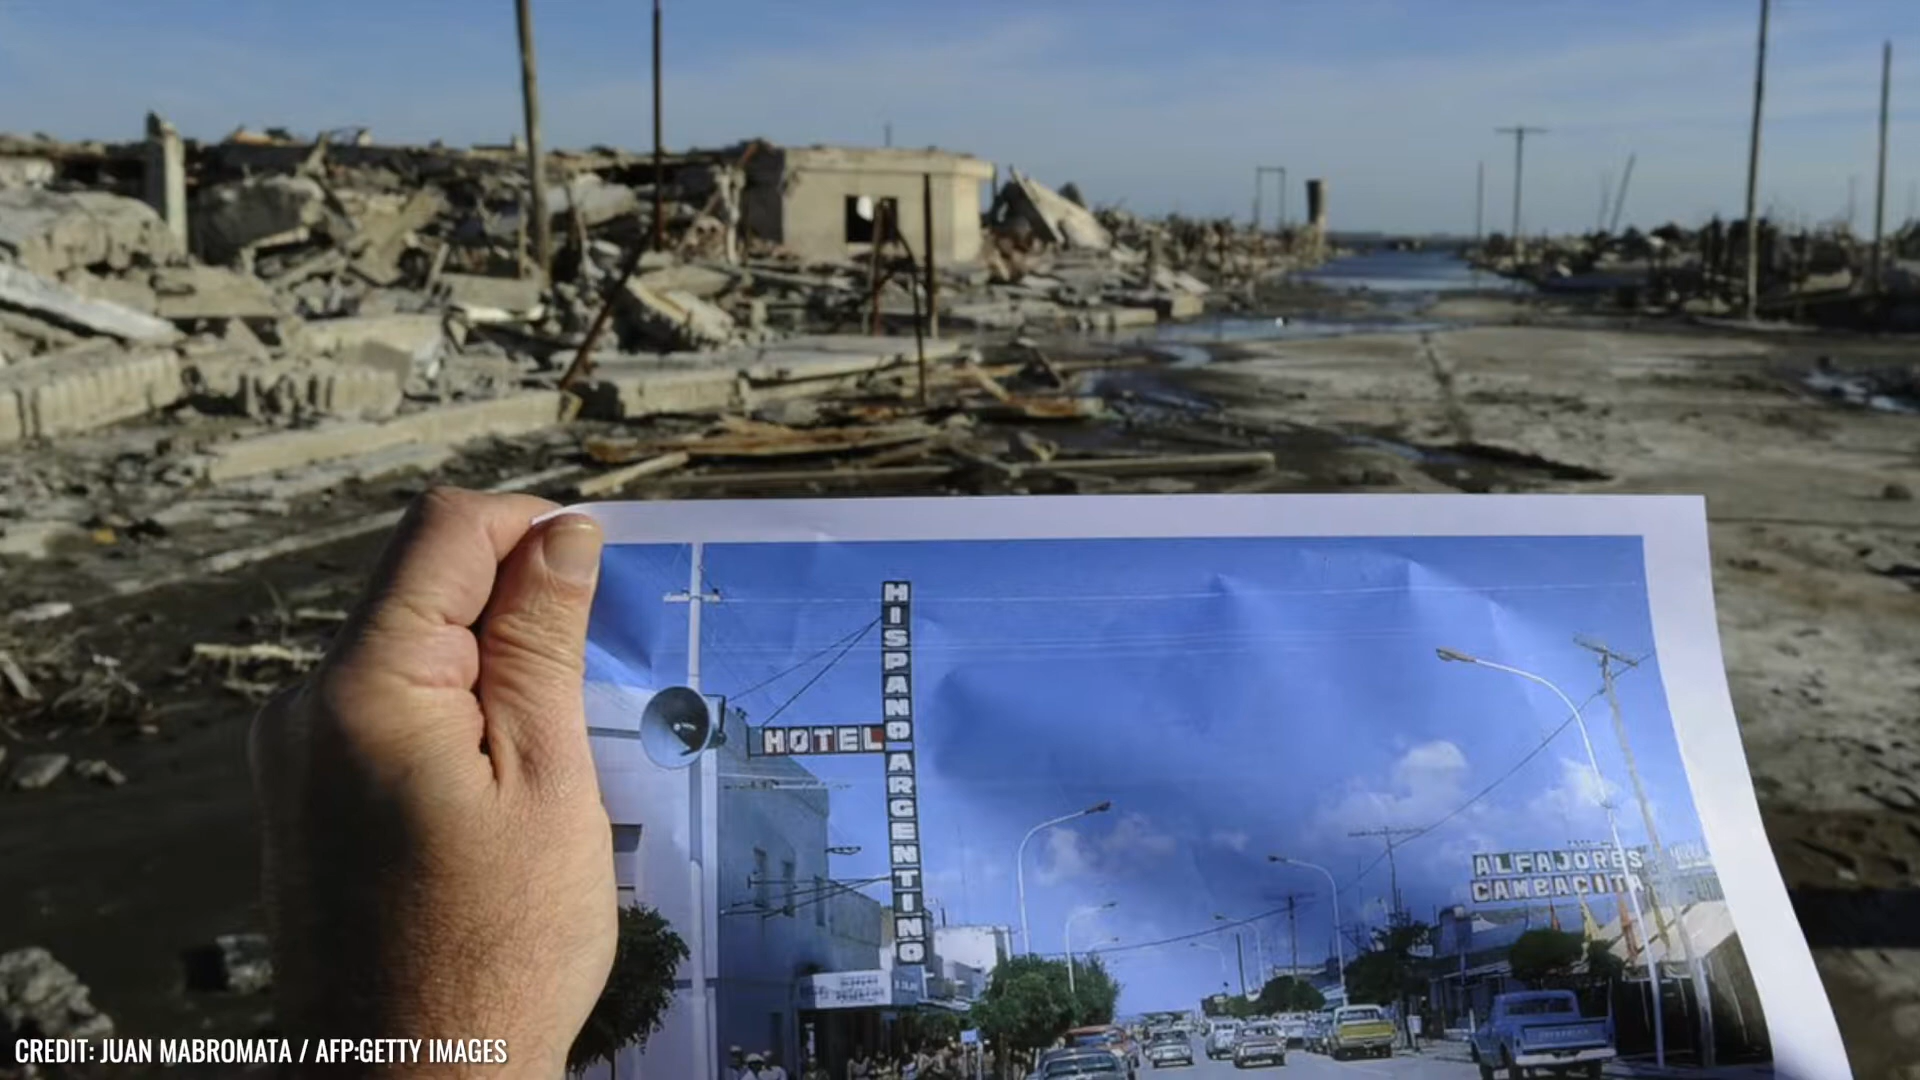 HISPANO ARGENTINO
HOTEL
ALFAJORES
CAMBACITA
CREDIT: JUAN MABROMATA / AFP:GETTY IMAGES